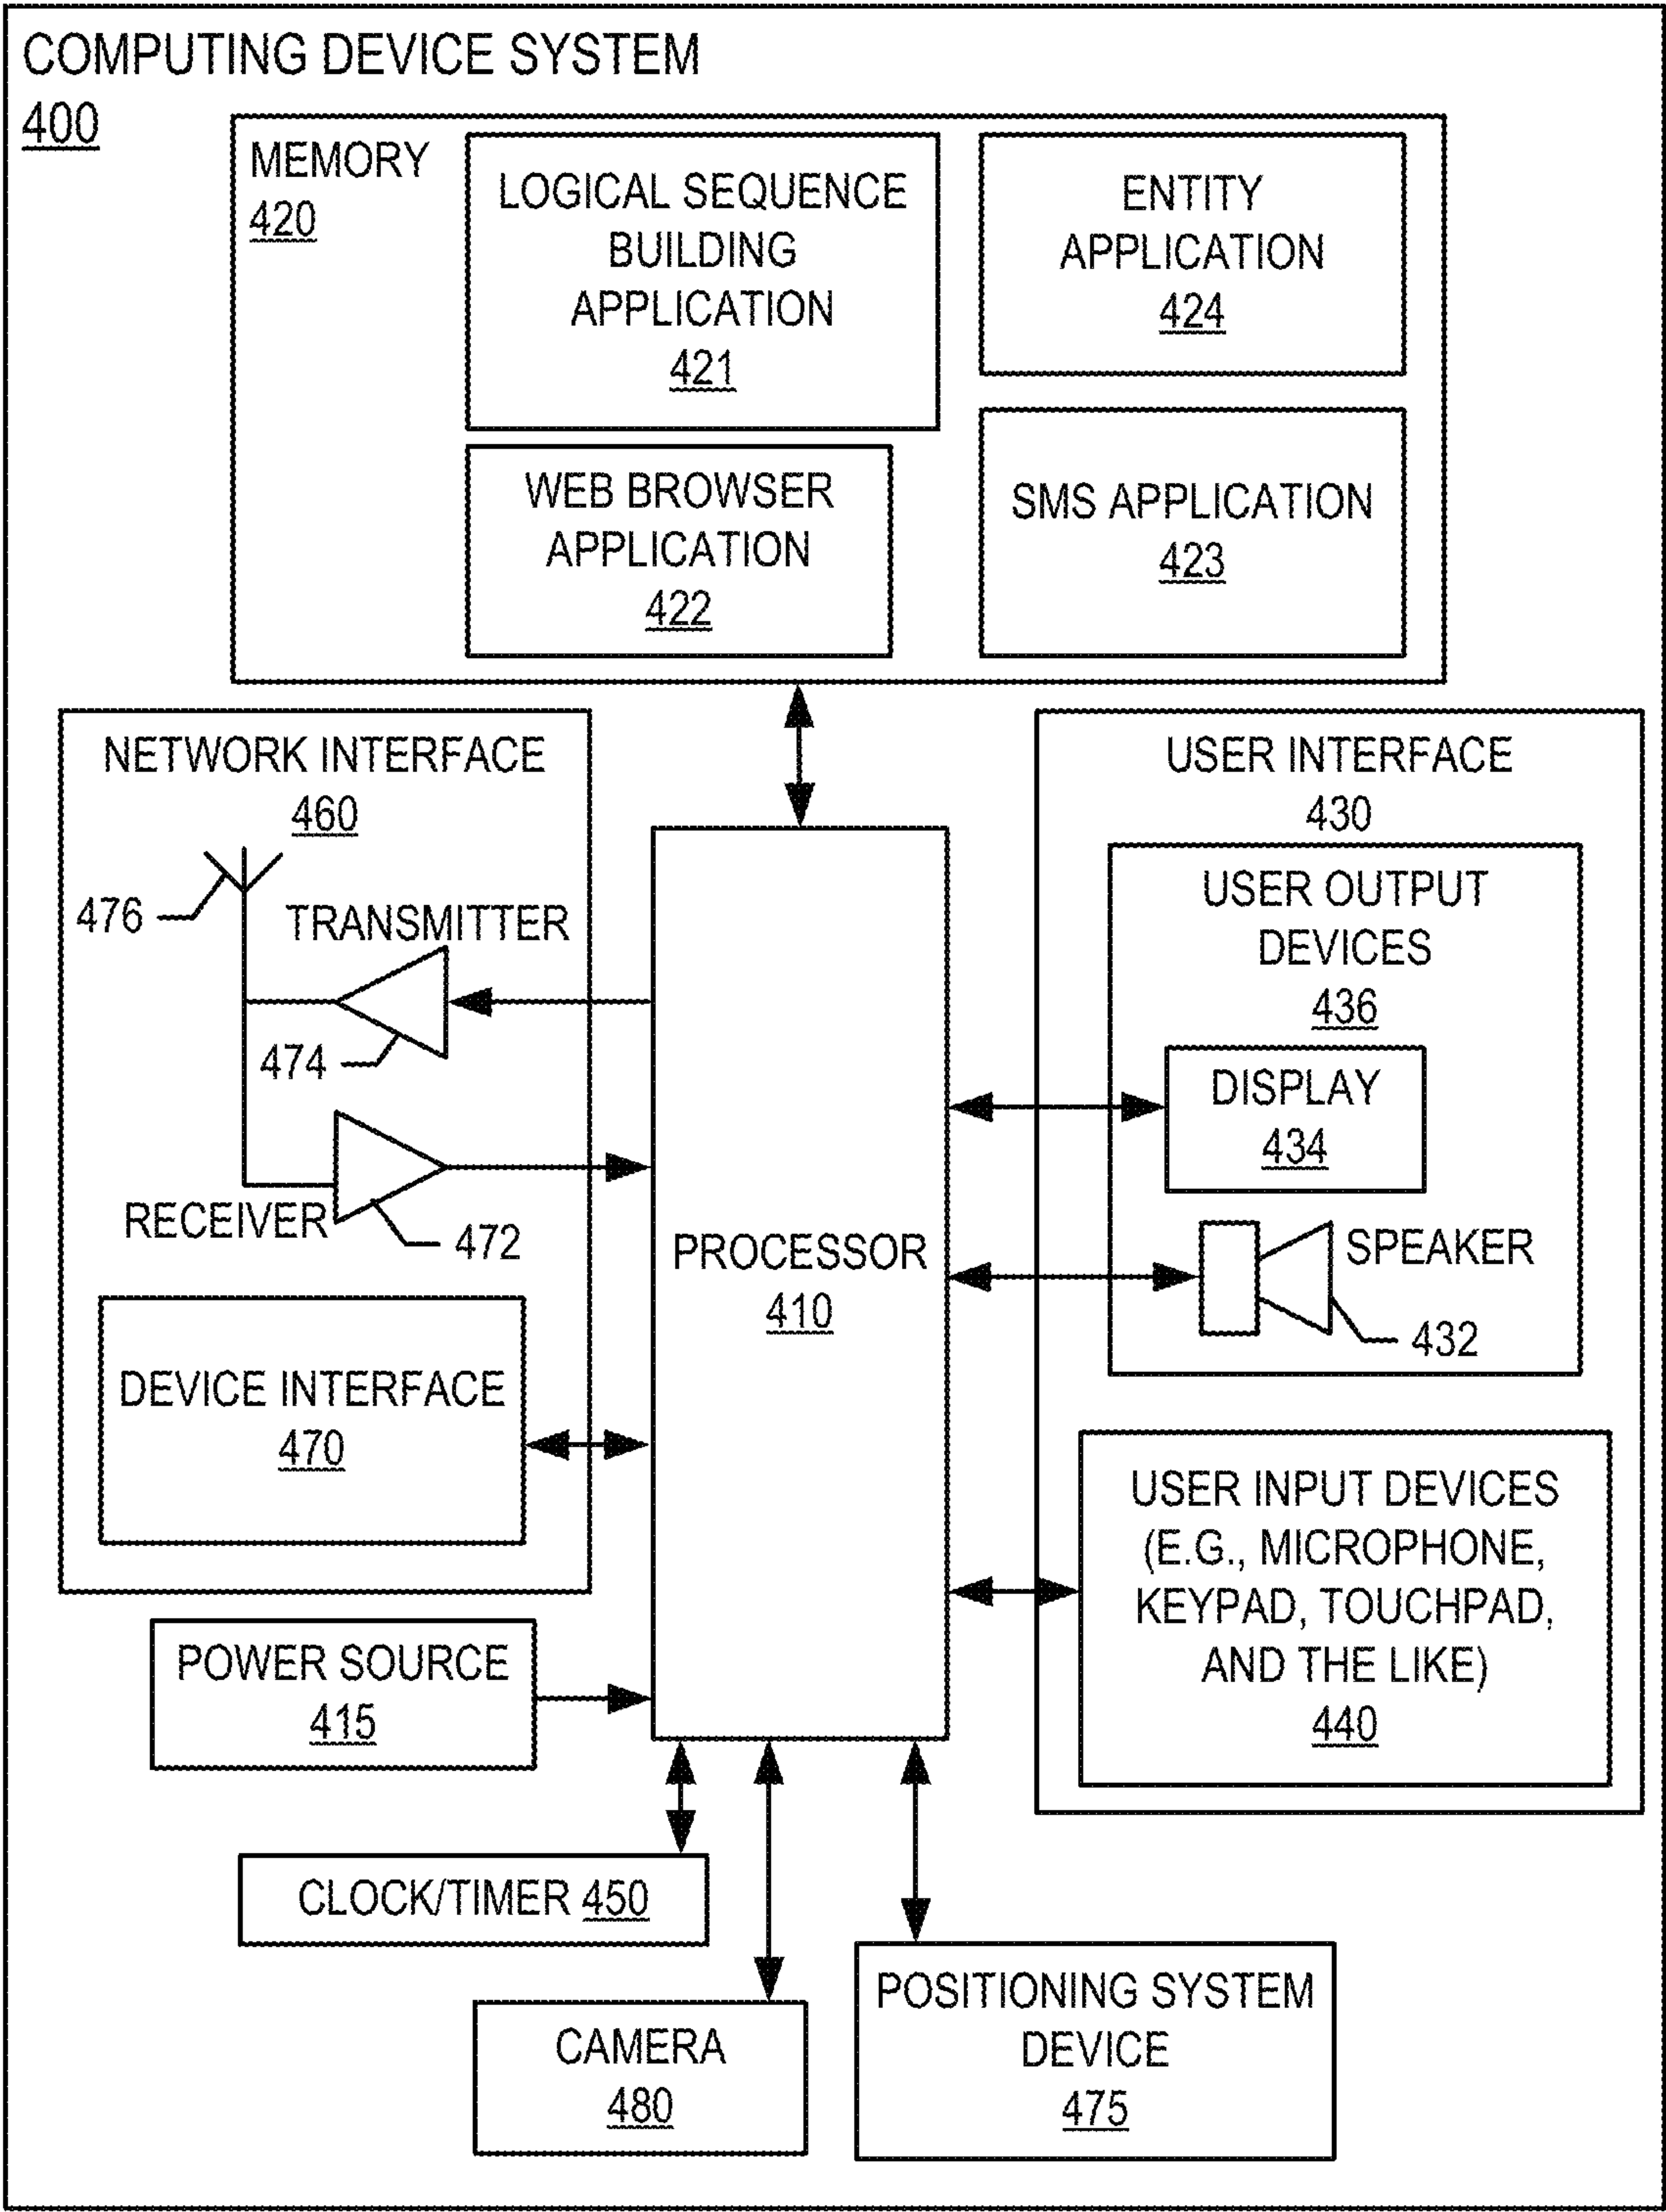 COMPUTING DEVICE SYSTEM
400
MEMORY
420
LOGICAL SEQUENCE
BUILDING
APPLICATION
421
ENTITY
APPLICATION
424
WEB BROWSER
APPLICATION
422
SMS APPLICATION
423
NETWORK INTERFACE
460
476
TRANSMITTER
474
RECEIVER
472
DEVICE INTERFACE
470
PROCESSOR
410
USER INTERFACE
430
USER OUTPUT
DEVICES
436
DISPLAY
434
SPEAKER
432
USER INPUT DEVICES
(E.G., MICROPHONE,
KEYPAD, TOUCHPAD,
AND THE LIKE)
440
POWER SOURCE
415
CLOCK/TIMER 450
CAMERA
480
POSITIONING SYSTEM
DEVICE
475